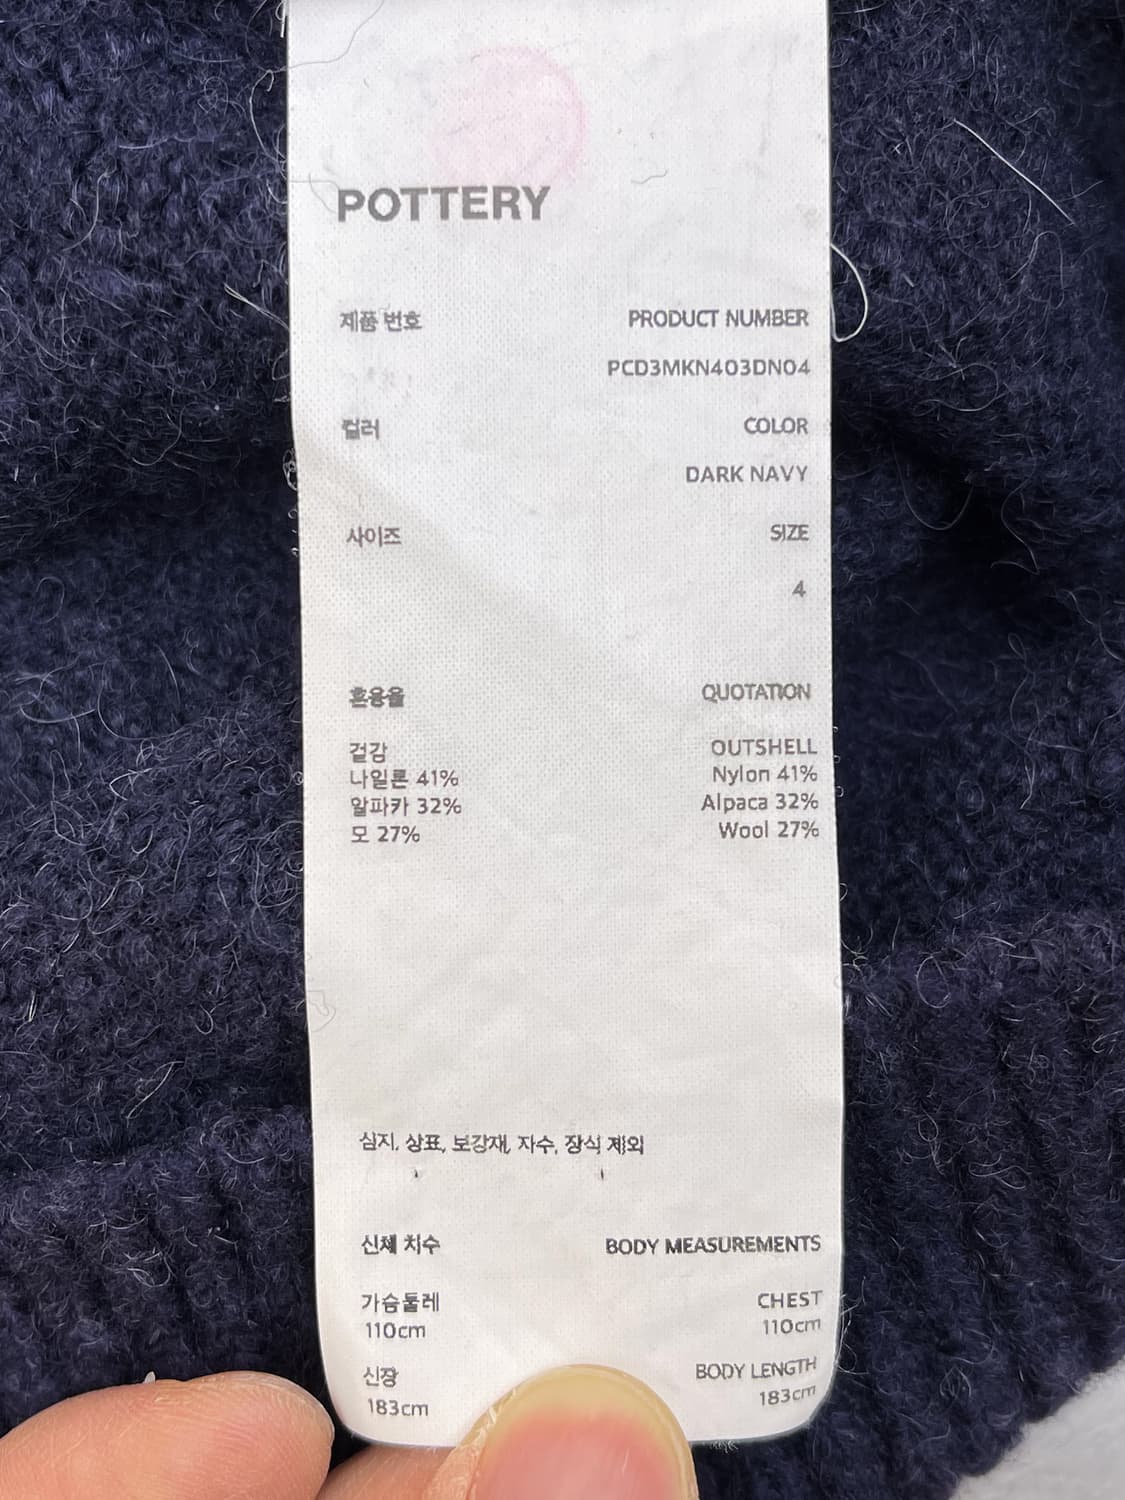 POTTERY
제품 번호 PRODUCT NUMBER
PCD3MKN403DN04
컬러 COLOR
DARK NAVY
사이즈 SIZE
4
혼용율 QUOTATION
겉감 OUTSHELL
나일론 41% Nylon 41%
알파카 32% Alpaca 32%
모 27% Wool 27%
심지, 상표, 보강재, 자수, 장식 제외
신체 치수 BODY MEASUREMENTS
가슴둘레 CHEST
110cm 110cm
신장 BODY LENGTH
183cm 183cm